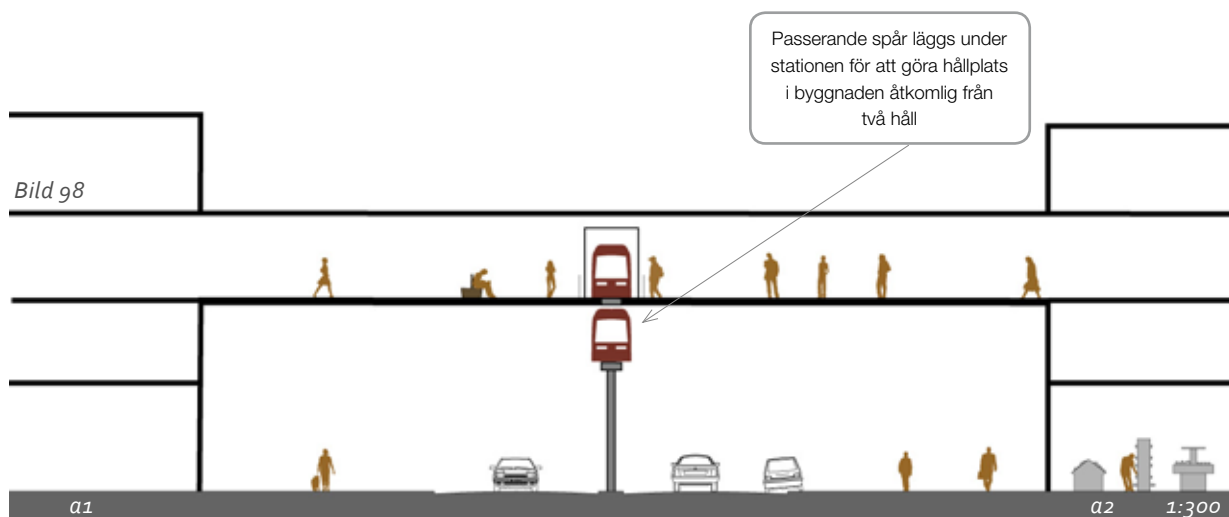 Passerande spår läggs under
stationen för att göra hållplats
i byggnaden åtkomlig från
två håll
Bild 98
a1
a2
1:300